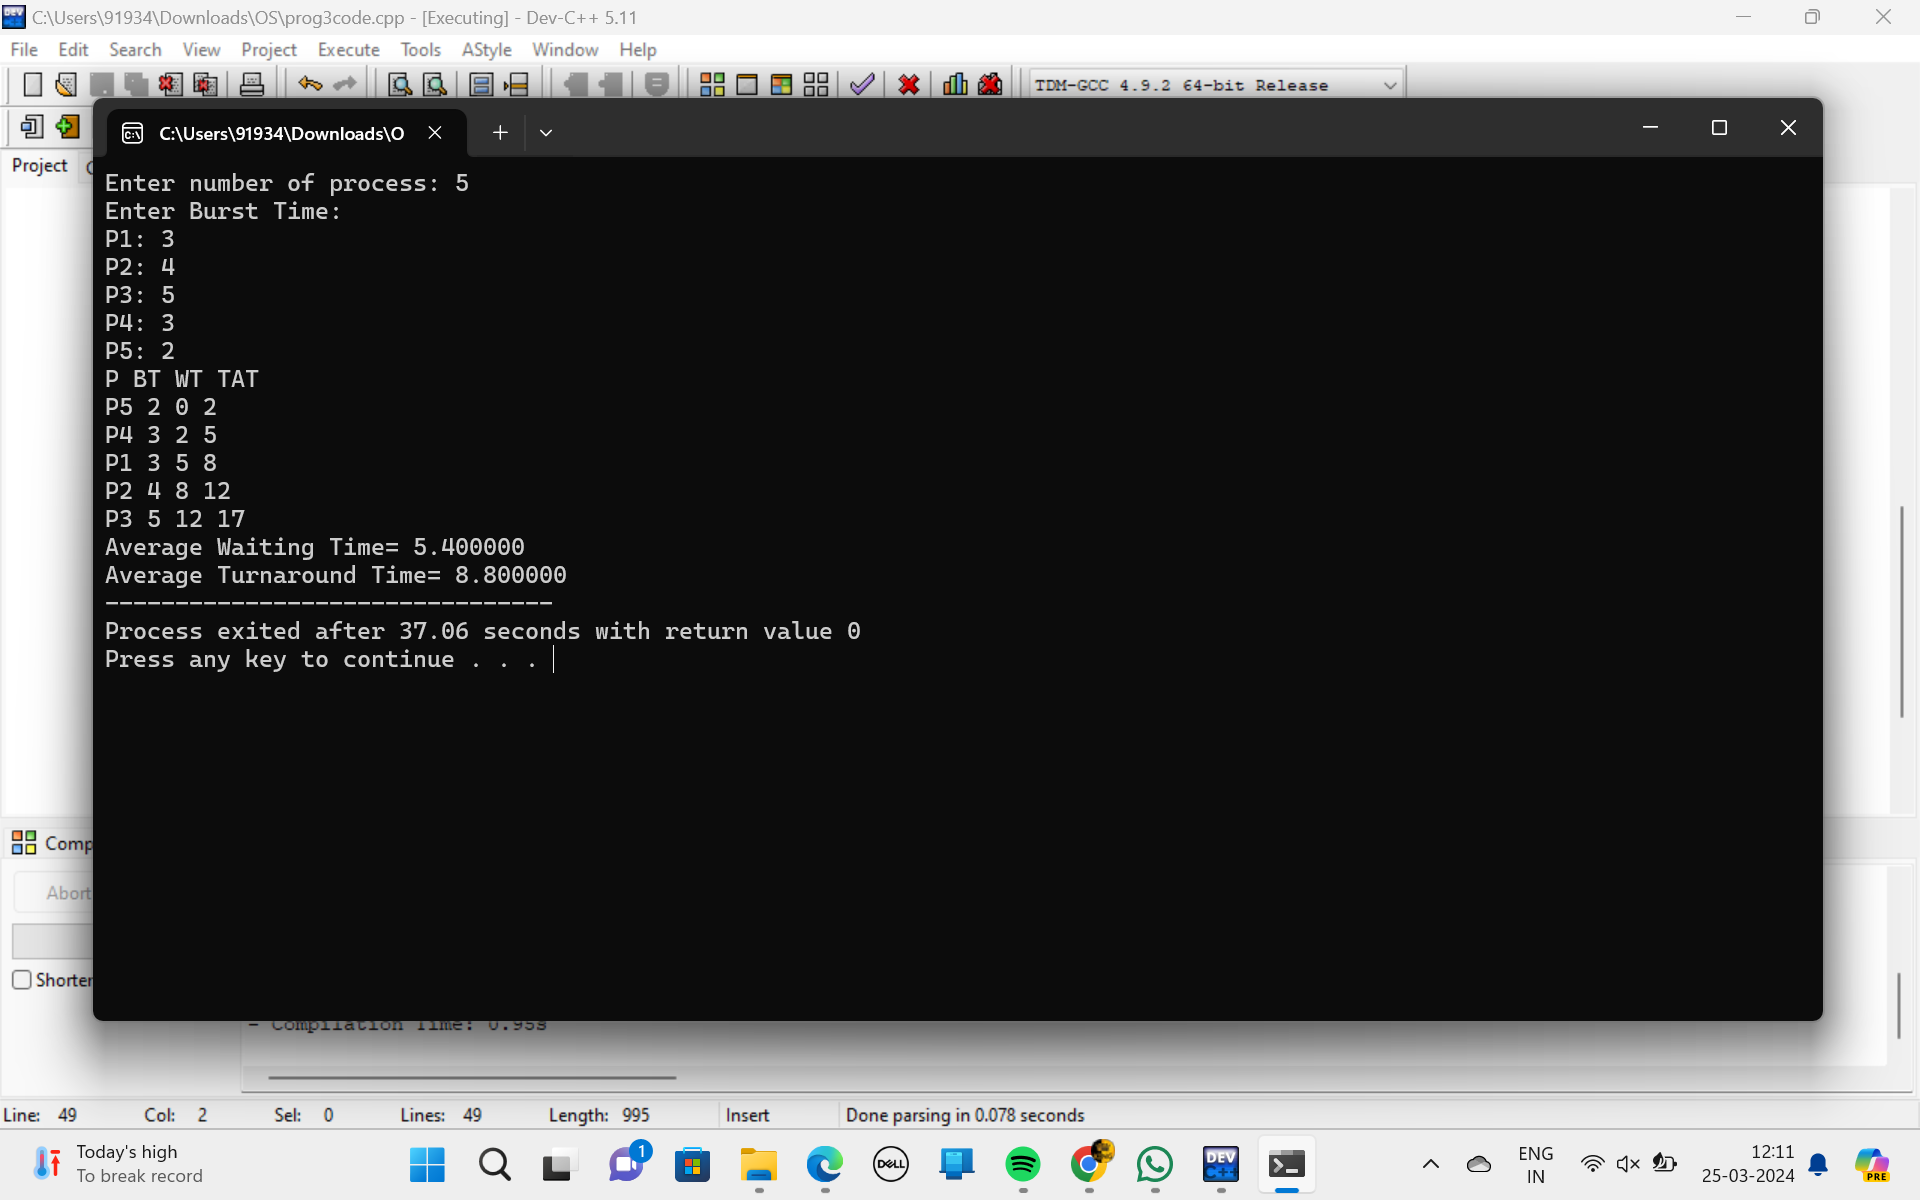 C:\Users\91934\Downloads\OS\prog3code.cpp - [Executing] - Dev-C++ 5.11
File Edit Search View Project Execute Tools AStyle Window Help
TDM-GCC 4.9.2 64-bit Release
C:\Users\91934\Downloads\O
Project
Enter number of process: 5
Enter Burst Time:
P1: 3
P2: 4
P3: 5
P4: 3
P5: 2
P BT WT TAT
P5 2 0 2
P4 3 2 5
P1 3 5 8
P2 4 8 12
P3 5 12 17
Average Waiting Time= 5.400000
Average Turnaround Time= 8.800000
--------------------------------
Process exited after 37.06 seconds with return value 0
Press any key to continue . . .
Comp
Abort
Shorter
- Compilation Time: 0.95s
Line: 49 Col: 2 Sel: 0 Lines: 49 Length: 995 Insert Done parsing in 0.078 seconds
Today's high
To break record
1
DELL
DEV
C++
ENG
IN
12:11
25-03-2024
PRE